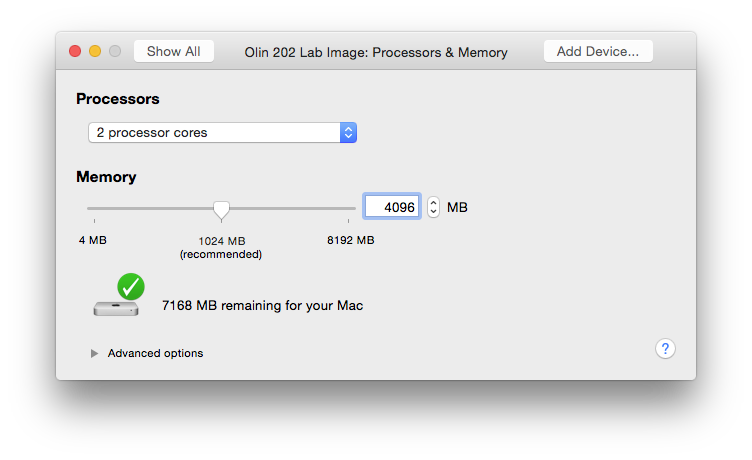 Show All
Olin 202 Lab Image: Processors & Memory
Add Device...
Processors
2 processor cores
Memory
4096
MB
4 MB
1024 MB
(recommended)
8192 MB
7168 MB remaining for your Mac
Advanced options
?